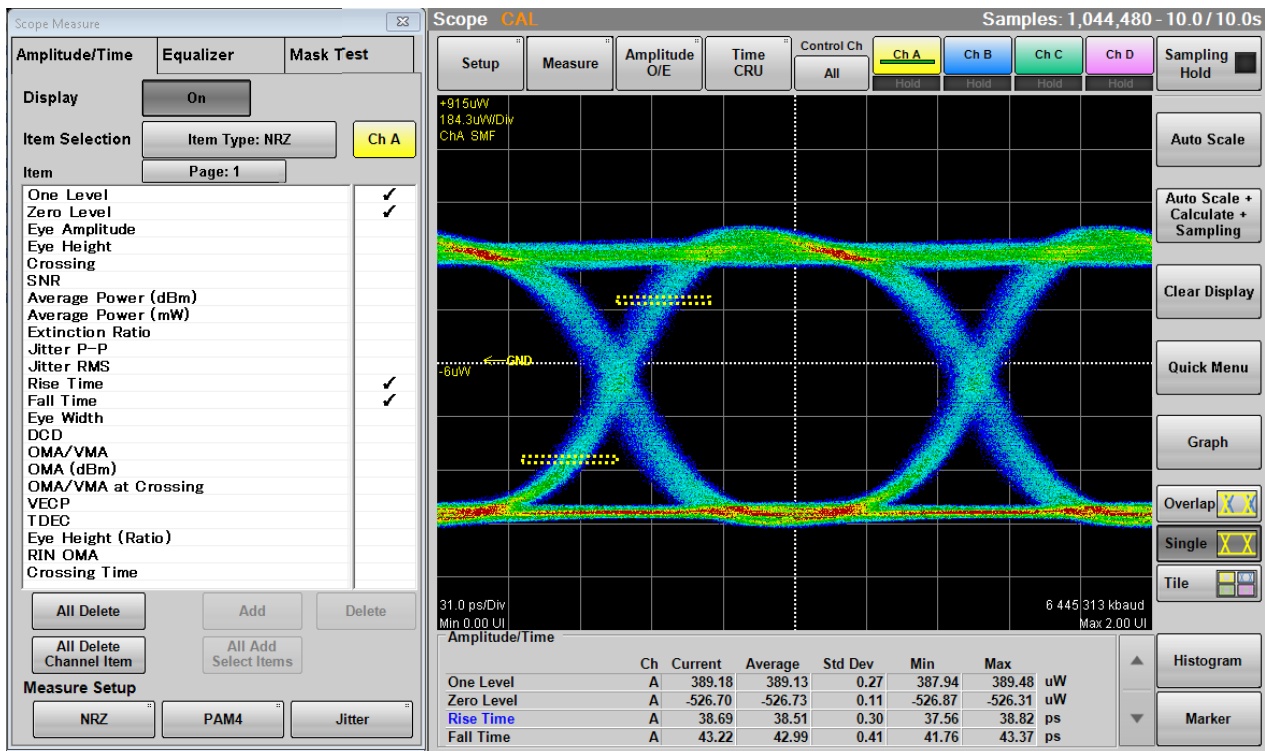 Scope Measure
Amplitude/Time Equalizer Mask Test
Display On
Item Selection Item Type: NRZ Ch A
Item Page: 1
One Level ✓
Zero Level ✓
Eye Amplitude
Eye Height
Crossing
SNR
Average Power (dBm)
Average Power (mW)
Extinction Ratio
Jitter P-P
Jitter RMS
Rise Time ✓
Fall Time ✓
Eye Width
DCD
OMA/VMA
OMA (dBm)
OMA/VMA at Crossing
VECP
TDEC
Eye Height (Ratio)
RIN OMA
Crossing Time
All Delete Add Delete
All Delete Channel Item All Add Select Items
Measure Setup
NRZ PAM4 Jitter
Scope CAL Samples: 1,044,480 - 10.0 / 10.0s
Setup Measure Amplitude O/E Time CRU Control Ch All Ch A Hold Ch B Hold Ch C Hold Ch D Hold Sampling Hold
+915uW
184.3uW/Div
ChA SMF
GND
-6uW
31.0 ps/Div 6 445 313 kbaud
Min 0.00 UI Max 2.00 UI
Auto Scale
Auto Scale +
Calculate +
Sampling
Clear Display
Quick Menu
Graph
Overlap
Single
Tile
Histogram
Marker
Amplitude/Time
Ch Current Average Std Dev Min Max
One Level A 389.18 389.13 0.27 387.94 389.48 uW
Zero Level A -526.70 -526.73 0.11 -526.87 -526.31 uW
Rise Time A 38.69 38.51 0.30 37.56 38.82 ps
Fall Time A 43.22 42.99 0.41 41.76 43.37 ps